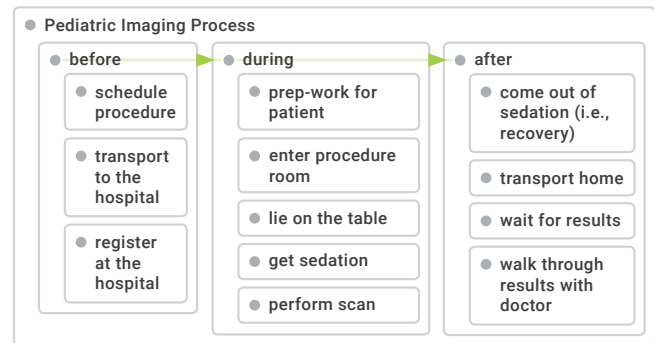 Pediatric Imaging Process
before
schedule
procedure
transport
to the
hospital
register
at the
hospital
during
prep-work for
patient
enter procedure
room
lie on the table
get sedation
perform scan
after
come out of
sedation (i.e.,
recovery)
transport home
wait for results
walk through
results with
doctor